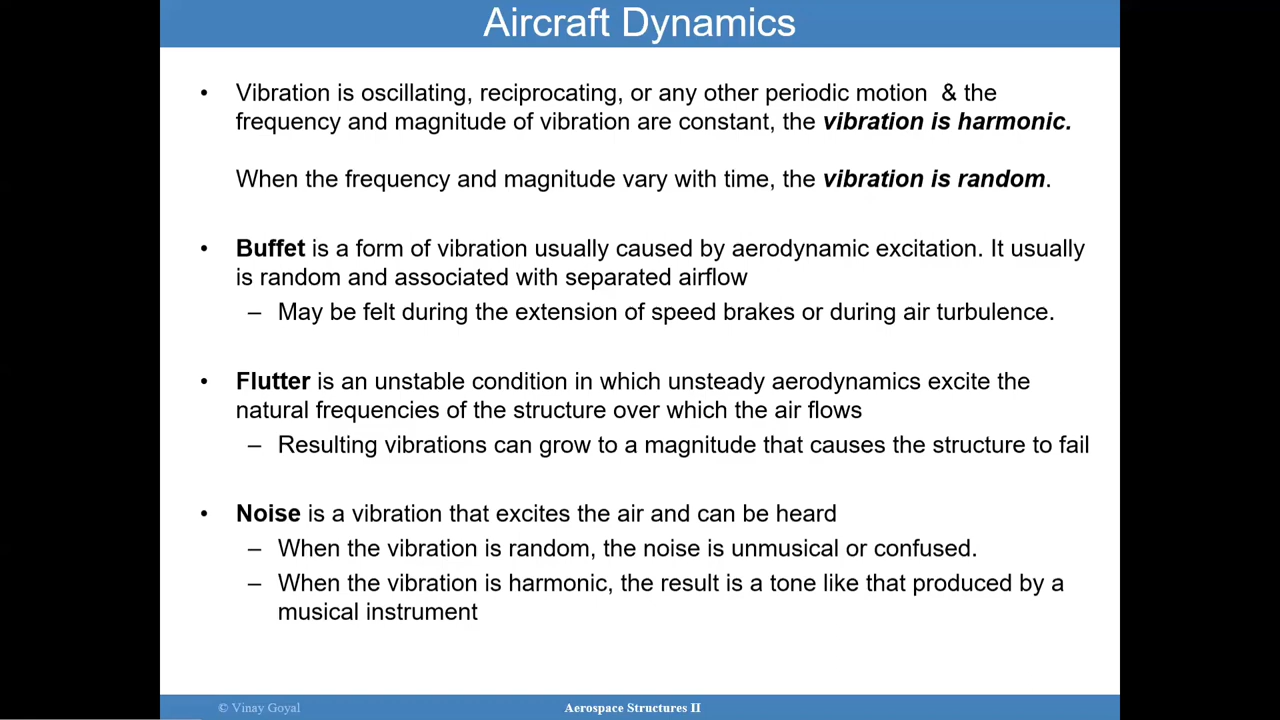 Aircraft Dynamics
• Vibration is oscillating, reciprocating, or any other periodic motion & the
frequency and magnitude of vibration are constant, the vibration is harmonic.
When the frequency and magnitude vary with time, the vibration is random.
• Buffet is a form of vibration usually caused by aerodynamic excitation. It usually
is random and associated with separated airflow
– May be felt during the extension of speed brakes or during air turbulence.
• Flutter is an unstable condition in which unsteady aerodynamics excite the
natural frequencies of the structure over which the air flows
– Resulting vibrations can grow to a magnitude that causes the structure to fail
• Noise is a vibration that excites the air and can be heard
– When the vibration is random, the noise is unmusical or confused.
– When the vibration is harmonic, the result is a tone like that produced by a
musical instrument
© Vinay Goyal
Aerospace Structures II